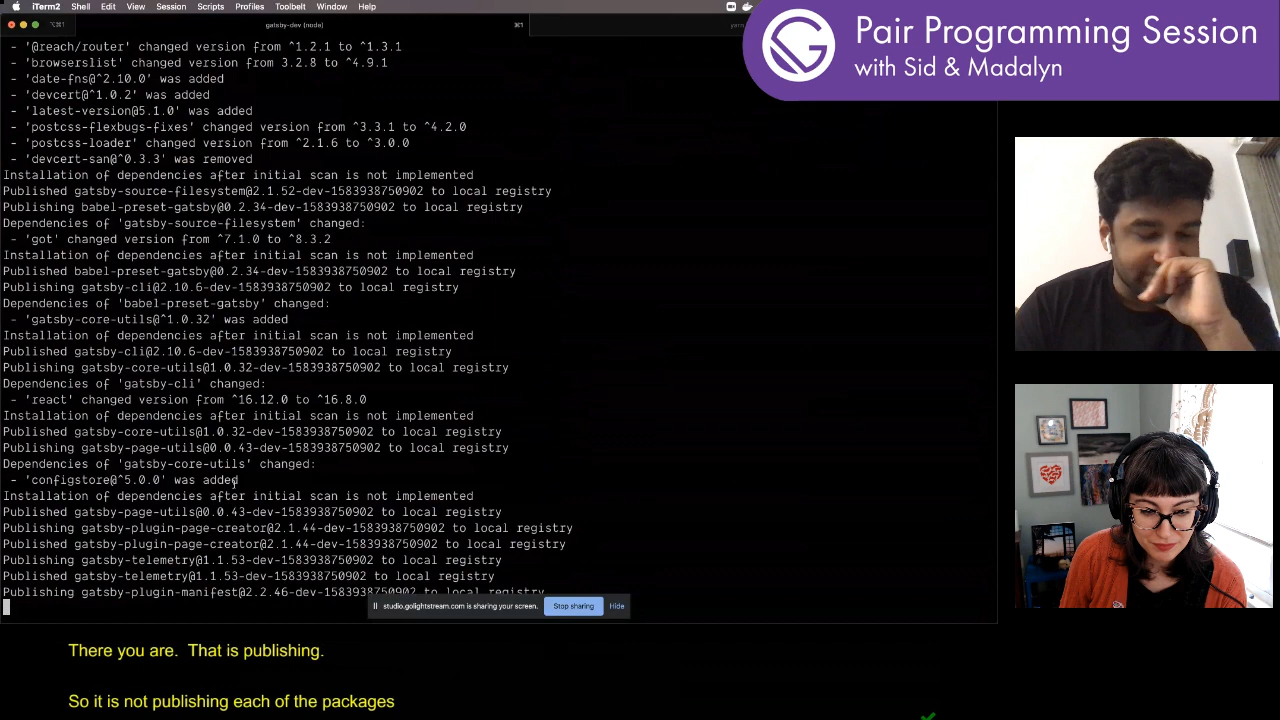 iTerm2 Shell Edit View Session Scripts Profiles Toolbelt Window Help
⌥⌘1 gatsby-dev (node) ⌘1 yarn
- '@reach/router' changed version from ^1.2.1 to ^1.3.1
- 'browserslist' changed version from 3.2.8 to ^4.9.1
- 'date-fns@^2.10.0' was added
- 'devcert@^1.0.2' was added
- 'latest-version@5.1.0' was added
- 'postcss-flexbugs-fixes' changed version from ^3.3.1 to ^4.2.0
- 'postcss-loader' changed version from ^2.1.6 to ^3.0.0
- 'devcert-san@^0.3.3' was removed
Installation of dependencies after initial scan is not implemented
Published gatsby-source-filesystem@2.1.52-dev-1583938750902 to local registry
Publishing babel-preset-gatsby@0.2.34-dev-1583938750902 to local registry
Dependencies of 'gatsby-source-filesystem' changed:
- 'got' changed version from ^7.1.0 to ^8.3.2
Installation of dependencies after initial scan is not implemented
Published babel-preset-gatsby@0.2.34-dev-1583938750902 to local registry
Publishing gatsby-cli@2.10.6-dev-1583938750902 to local registry
Dependencies of 'babel-preset-gatsby' changed:
- 'gatsby-core-utils@^1.0.32' was added
Installation of dependencies after initial scan is not implemented
Published gatsby-cli@2.10.6-dev-1583938750902 to local registry
Publishing gatsby-core-utils@1.0.32-dev-1583938750902 to local registry
Dependencies of 'gatsby-cli' changed:
- 'react' changed version from ^16.12.0 to ^16.8.0
Installation of dependencies after initial scan is not implemented
Published gatsby-core-utils@1.0.32-dev-1583938750902 to local registry
Publishing gatsby-page-utils@0.0.43-dev-1583938750902 to local registry
Dependencies of 'gatsby-core-utils' changed:
- 'configstore@^5.0.0' was added
Installation of dependencies after initial scan is not implemented
Published gatsby-page-utils@0.0.43-dev-1583938750902 to local registry
Publishing gatsby-plugin-page-creator@2.1.44-dev-1583938750902 to local registry
Published gatsby-plugin-page-creator@2.1.44-dev-1583938750902 to local registry
Publishing gatsby-telemetry@1.1.53-dev-1583938750902 to local registry
Published gatsby-telemetry@1.1.53-dev-1583938750902 to local registry
Publishing gatsby-plugin-manifest@2.2.46-dev-1583938750902 to local registry
studio.golightstream.com is sharing your screen. Stop sharing Hide
Pair Programming Session
with Sid & Madalyn
There you are. That is publishing.
So it is not publishing each of the packages